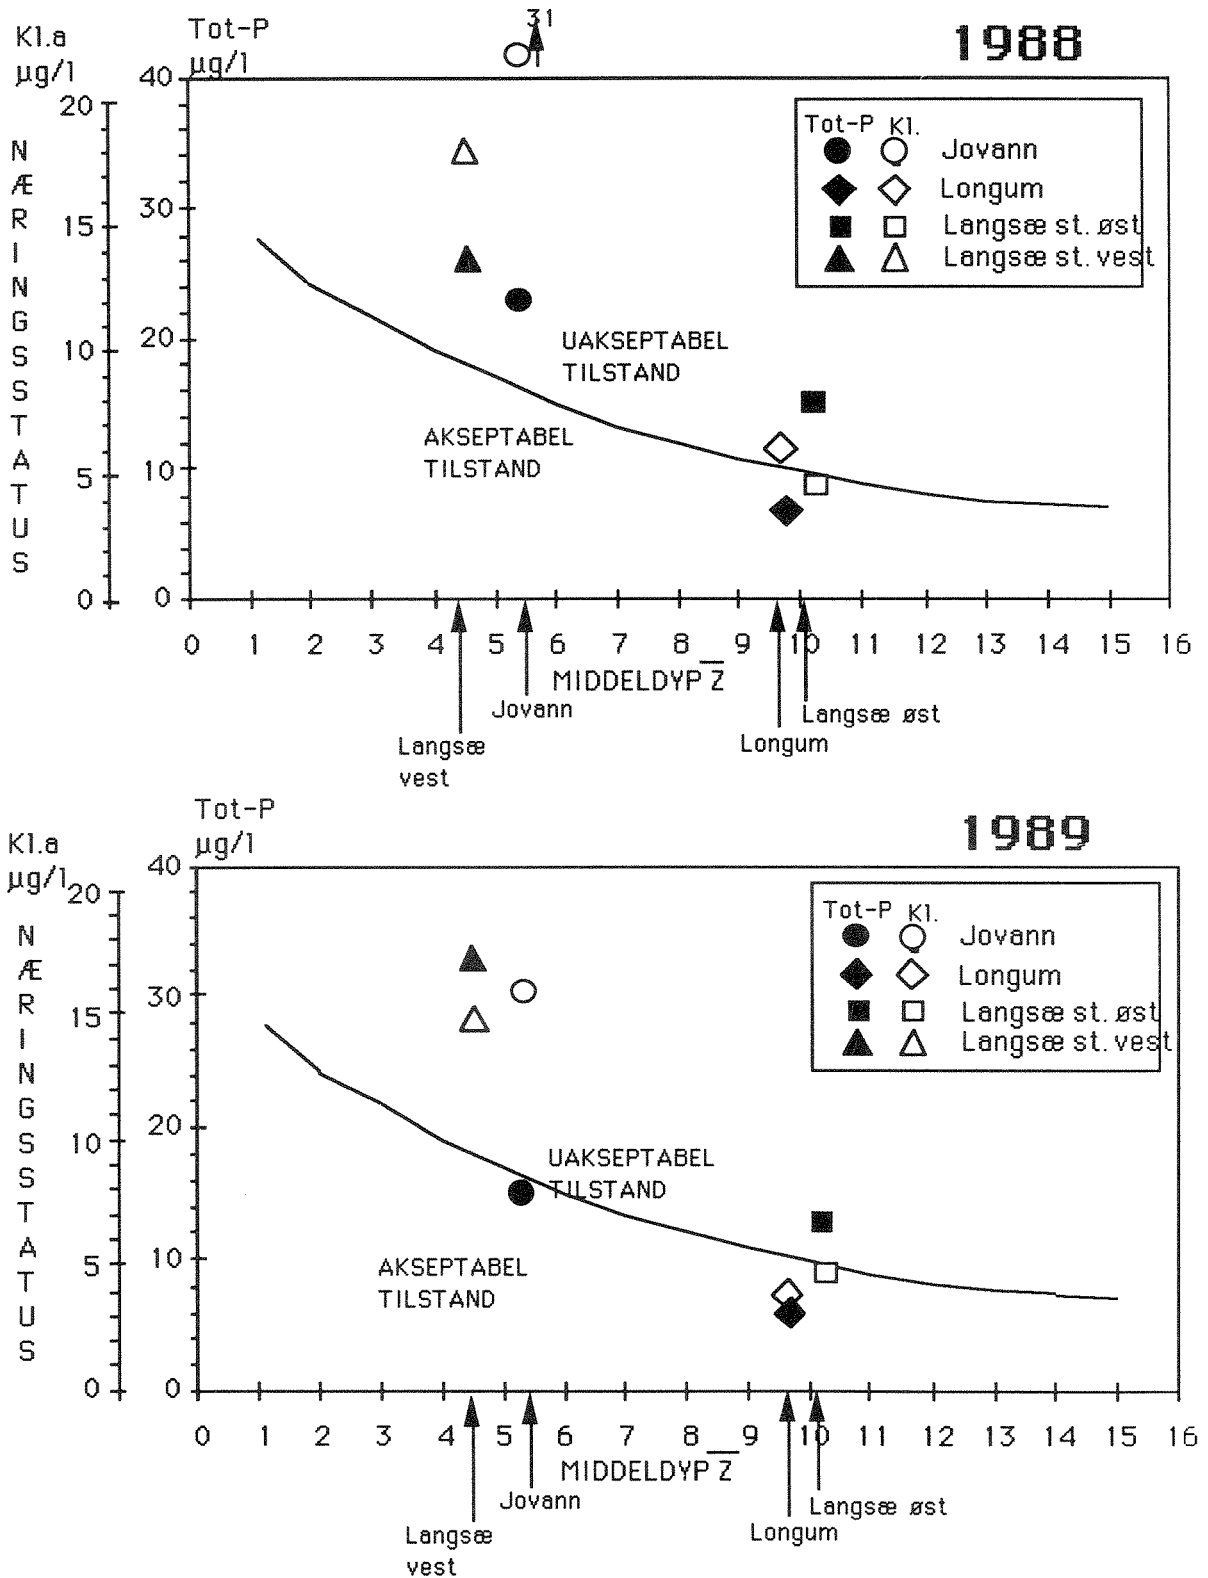 31
Kl.a
µg/l
Tot-P
µg/l
1988
NÆRINGSSTATUS
20
15
10
5
0
40
30
20
10
0
Tot-P Kl.
Jovann
Longum
Langsæ st. øst
Langsæ st. vest
UAKSEPTABEL
TILSTAND
AKSEPTABEL
TILSTAND
0 1 2 3 4 5 6 7 8 9 10 11 12 13 14 15 16
MIDDELDYP Z̅
Jovann
Langsæ øst
Langsæ
vest
Longum
Tot-P
µg/l
Kl.a
µg/l
1989
NÆRINGSSTATUS
20
15
10
5
0
40
30
20
10
0
Tot-P Kl.
Jovann
Longum
Langsæ st. øst
Langsæ st. vest
UAKSEPTABEL
TILSTAND
AKSEPTABEL
TILSTAND
0 1 2 3 4 5 6 7 8 9 10 11 12 13 14 15 16
MIDDELDYP Z̅
Jovann
Langsæ øst
Langsæ
vest
Longum